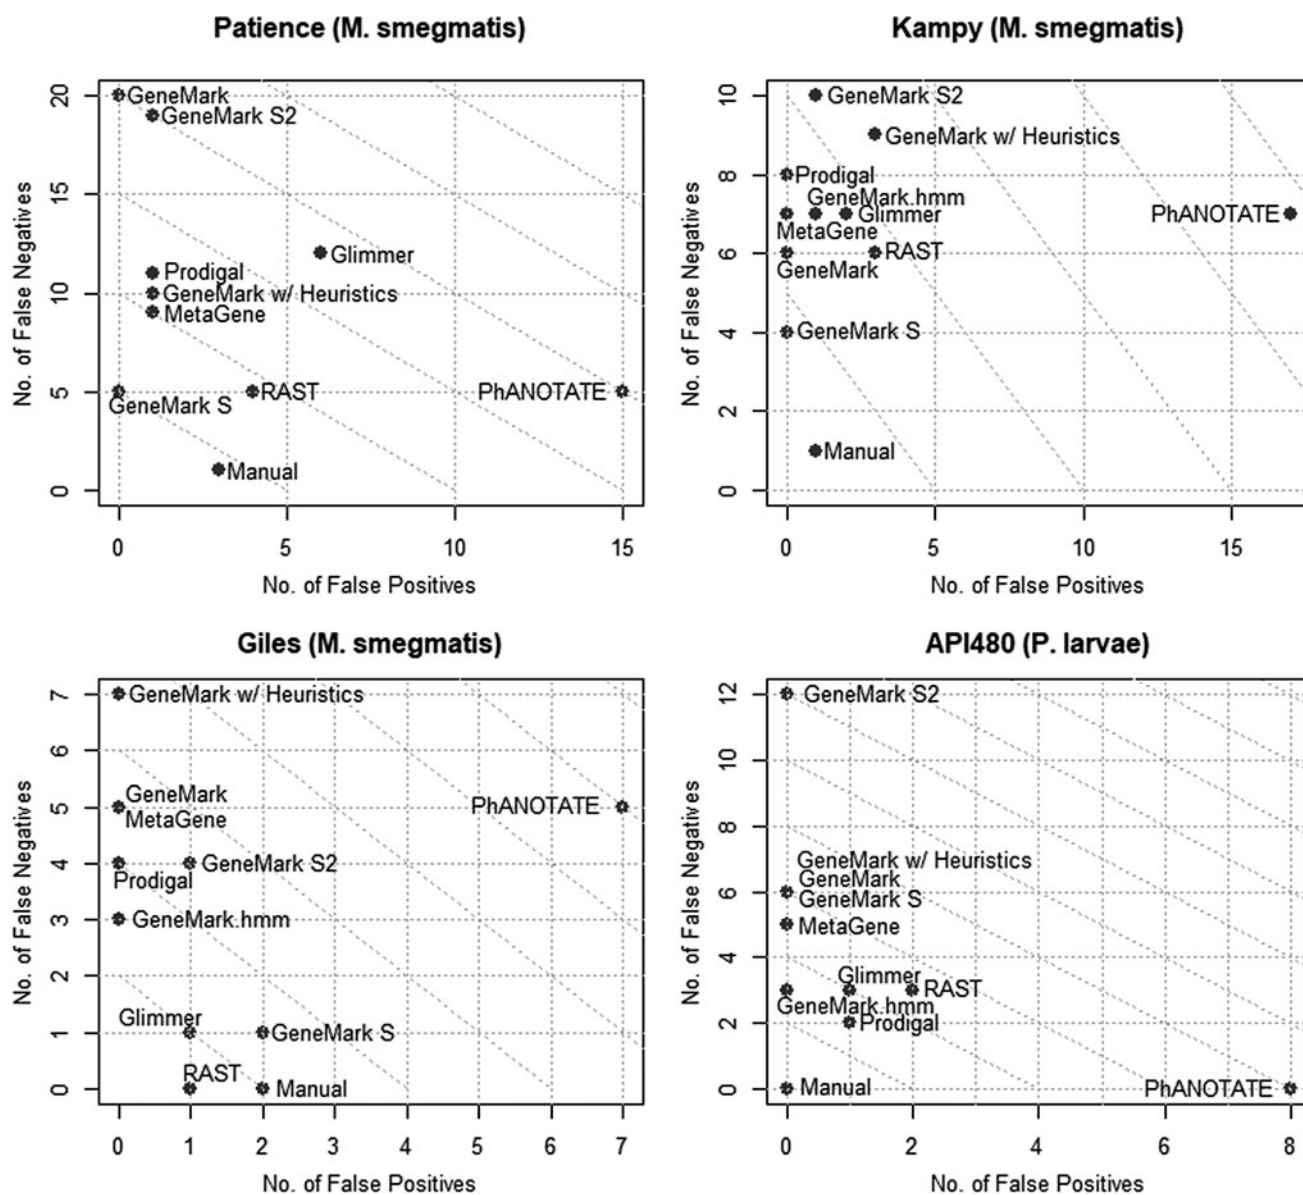 Patience (M. smegmatis)
No. of False Negatives
20
15
10
5
0
GeneMark
GeneMark S2
Glimmer
Prodigal
GeneMark w/ Heuristics
MetaGene
RAST
PhANOTATE
GeneMark S
Manual
0 5 10 15
No. of False Positives
Kampy (M. smegmatis)
No. of False Negatives
10
8
6
4
2
0
GeneMark S2
GeneMark w/ Heuristics
Prodigal
GeneMark.hmm
Glimmer
PhANOTATE
MetaGene
RAST
GeneMark
GeneMark S
Manual
0 5 10 15
No. of False Positives
Giles (M. smegmatis)
No. of False Negatives
7
6
5
4
3
2
1
0
GeneMark w/ Heuristics
GeneMark
MetaGene
PhANOTATE
GeneMark S2
Prodigal
GeneMark.hmm
Glimmer
GeneMark S
RAST
Manual
0 1 2 3 4 5 6 7
No. of False Positives
API480 (P. larvae)
No. of False Negatives
12
10
8
6
4
2
0
GeneMark S2
GeneMark w/ Heuristics
GeneMark
GeneMark S
MetaGene
Glimmer
RAST
GeneMark.hmm
Prodigal
Manual
PhANOTATE
0 2 4 6 8
No. of False Positives